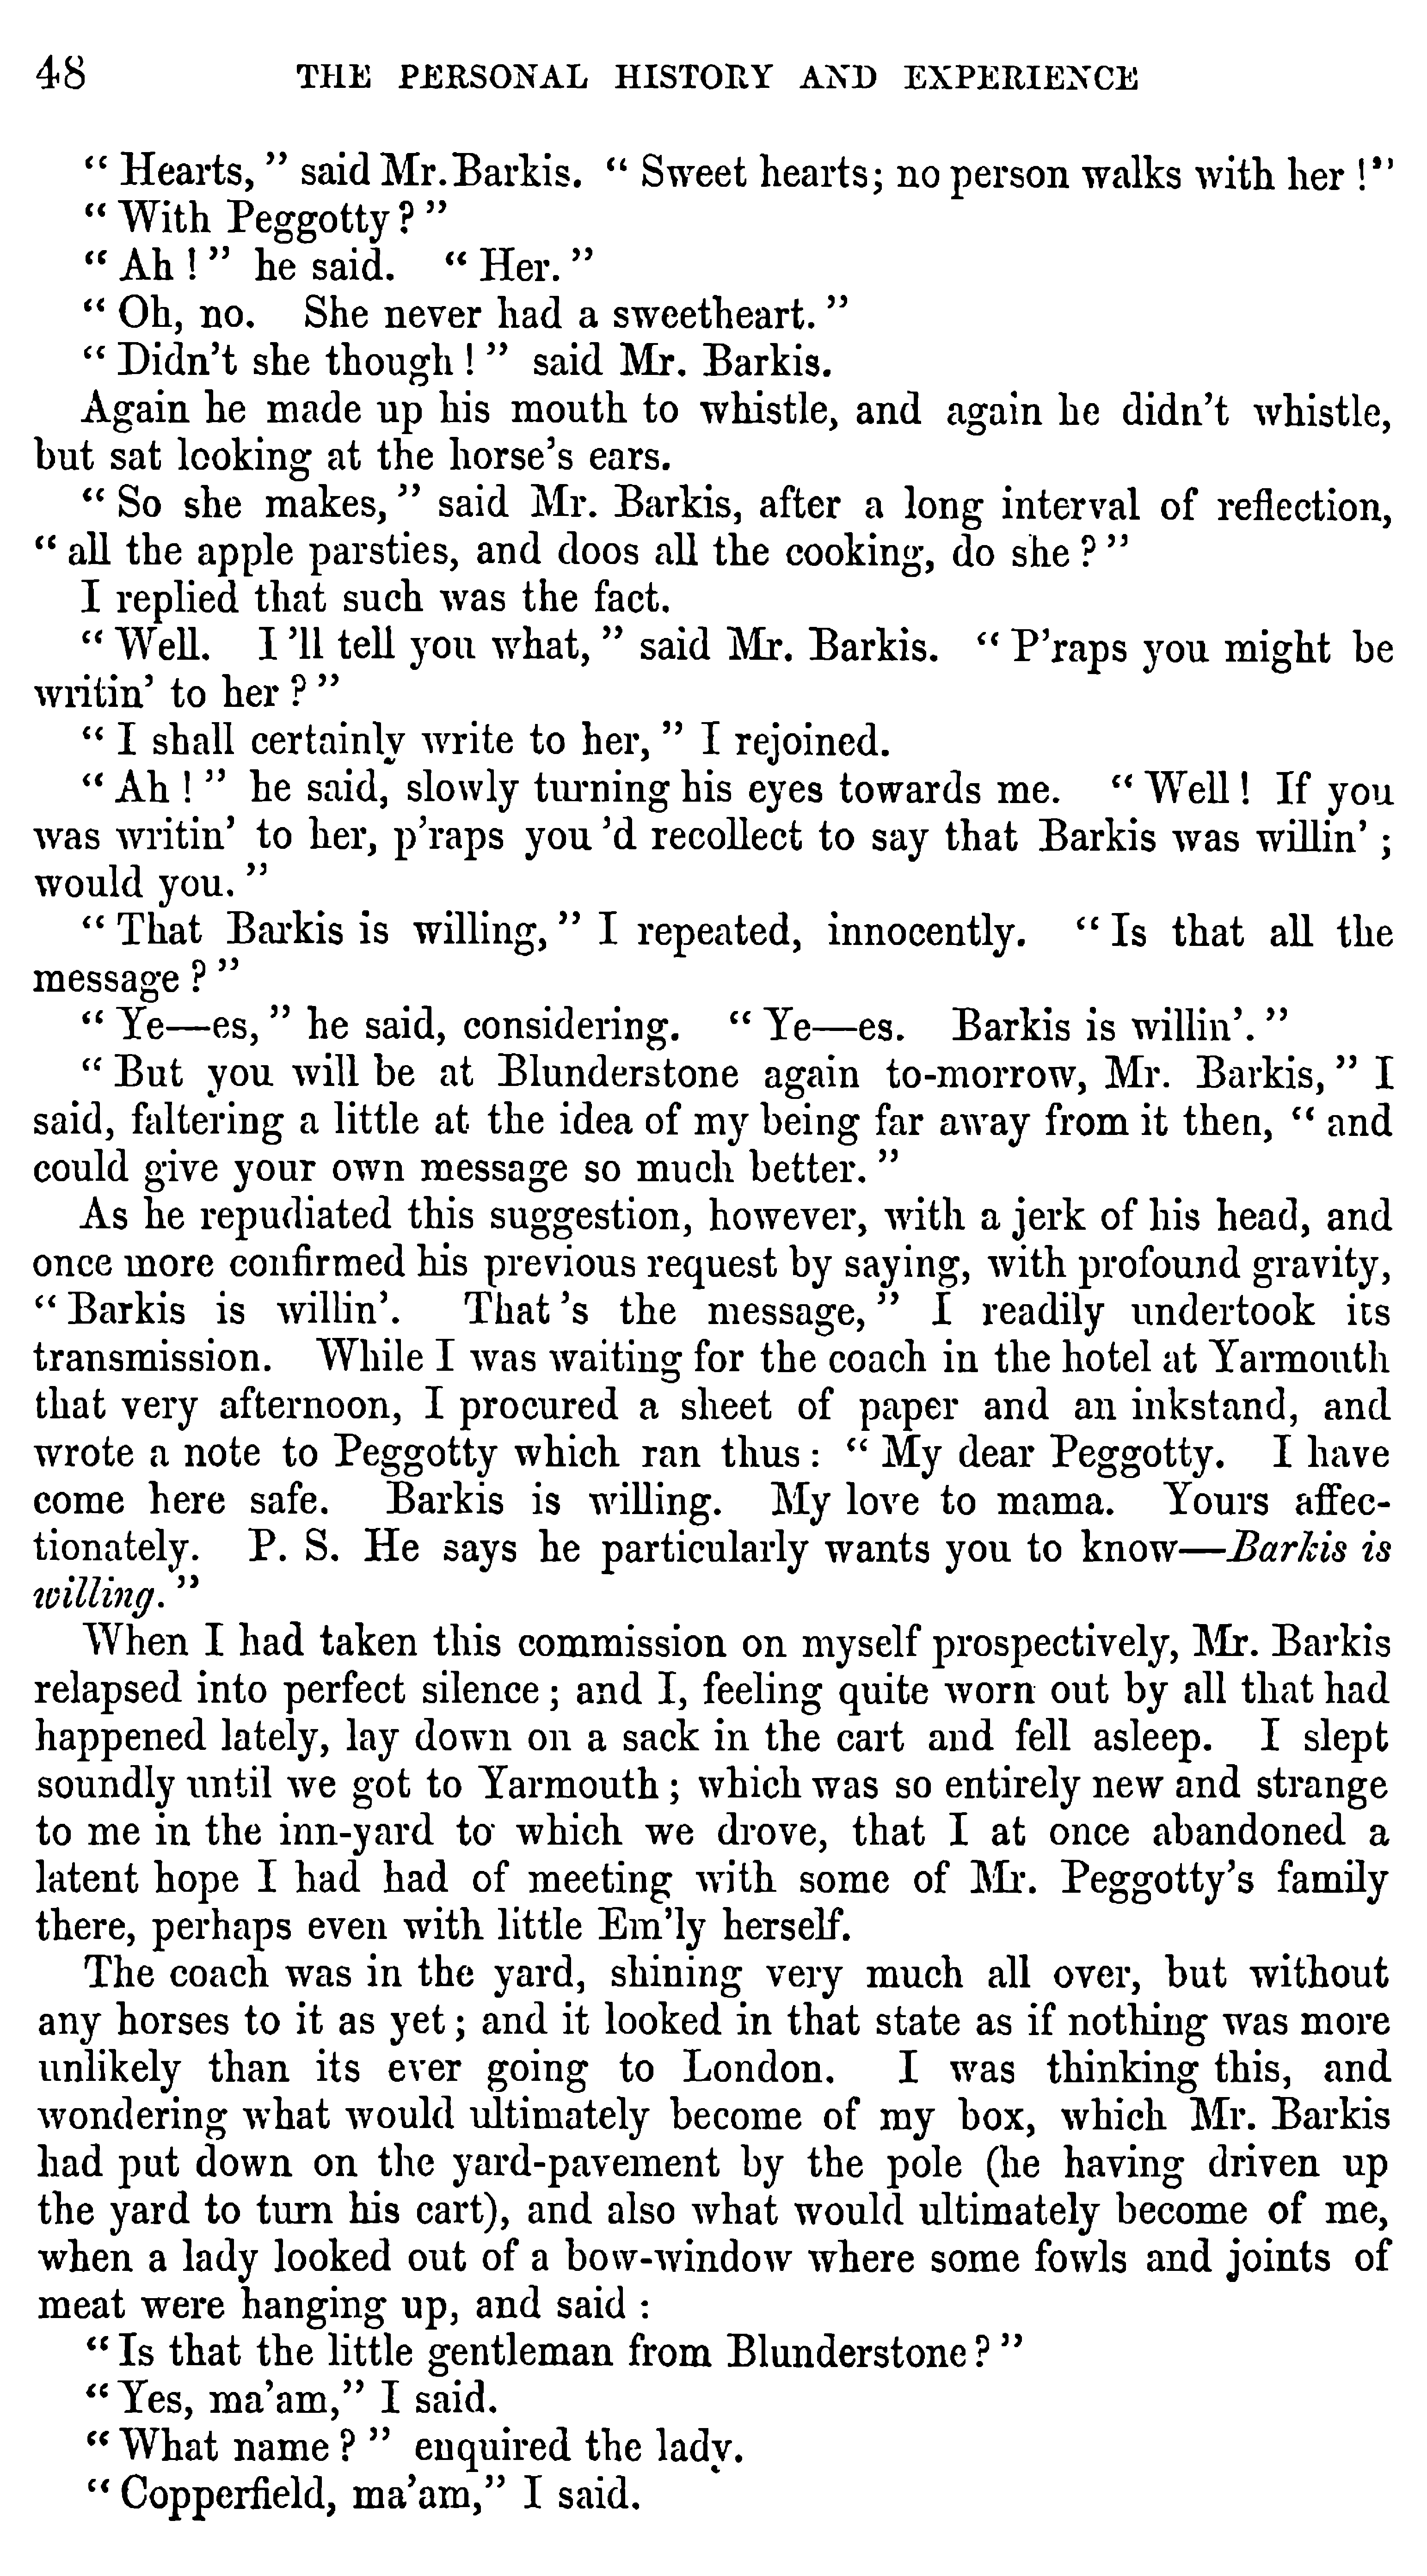 48 THE PERSONAL HISTORY AND EXPERIENCE
" Hearts, " said Mr. Barkis. " Sweet hearts; no person walks with her !"
" With Peggotty ? "
" Ah ! " he said. " Her. "
" Oh, no. She never had a sweetheart. "
" Didn't she though ! " said Mr. Barkis.
Again he made up his mouth to whistle, and again he didn't whistle,
but sat looking at the horse's ears.
" So she makes, " said Mr. Barkis, after a long interval of reflection,
" all the apple parsties, and doos all the cooking, do she ? "
I replied that such was the fact.
" Well. I 'll tell you what, " said Mr. Barkis. " P'raps you might be
writin' to her ? "
" I shall certainly write to her, " I rejoined.
" Ah ! " he said, slowly turning his eyes towards me. " Well ! If you
was writin' to her, p'raps you 'd recollect to say that Barkis was willin' ;
would you. "
" That Barkis is willing, " I repeated, innocently. " Is that all the
message ? "
" Ye—es, " he said, considering. " Ye—es. Barkis is willin'. "
" But you will be at Blunderstone again to-morrow, Mr. Barkis, " I
said, faltering a little at the idea of my being far away from it then, " and
could give your own message so much better. "
As he repudiated this suggestion, however, with a jerk of his head, and
once more confirmed his previous request by saying, with profound gravity,
" Barkis is willin'. That 's the message, " I readily undertook its
transmission. While I was waiting for the coach in the hotel at Yarmouth
that very afternoon, I procured a sheet of paper and an inkstand, and
wrote a note to Peggotty which ran thus : " My dear Peggotty. I have
come here safe. Barkis is willing. My love to mama. Yours affec-
tionately. P. S. He says he particularly wants you to know—Barkis is
willing. "
When I had taken this commission on myself prospectively, Mr. Barkis
relapsed into perfect silence ; and I, feeling quite worn out by all that had
happened lately, lay down on a sack in the cart and fell asleep. I slept
soundly until we got to Yarmouth ; which was so entirely new and strange
to me in the inn-yard to which we drove, that I at once abandoned a
latent hope I had had of meeting with some of Mr. Peggotty's family
there, perhaps even with little Em'ly herself.
The coach was in the yard, shining very much all over, but without
any horses to it as yet ; and it looked in that state as if nothing was more
unlikely than its ever going to London. I was thinking this, and
wondering what would ultimately become of my box, which Mr. Barkis
had put down on the yard-pavement by the pole (he having driven up
the yard to turn his cart), and also what would ultimately become of me,
when a lady looked out of a bow-window where some fowls and joints of
meat were hanging up, and said :
" Is that the little gentleman from Blunderstone ? "
" Yes, ma'am," I said.
" What name ? " enquired the lady.
" Copperfield, ma'am," I said.